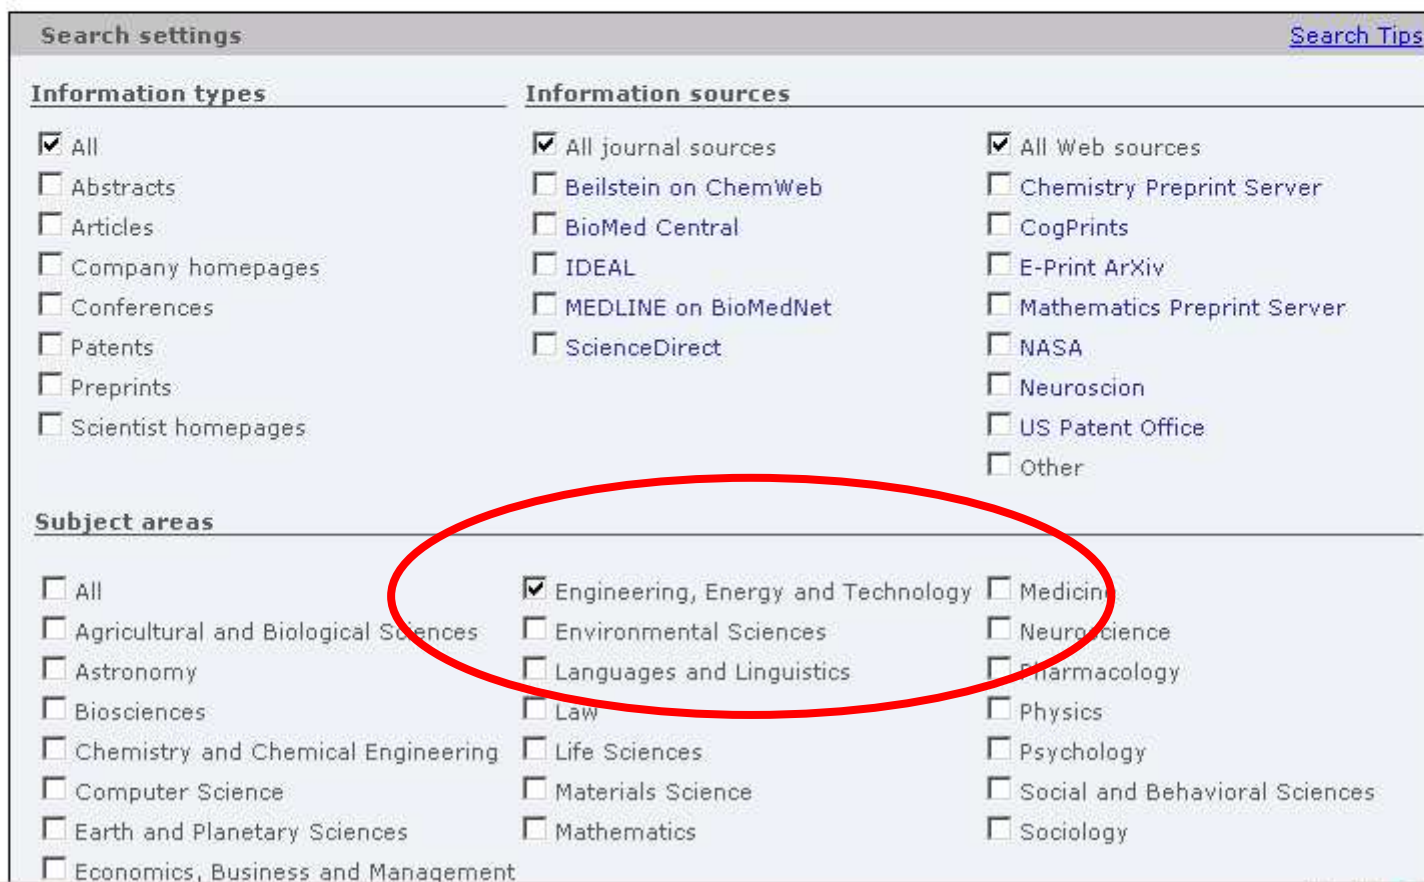 Search settings
Search Tips
Information types
Information sources
All
Abstracts
Articles
Company homepages
Conferences
Patents
Preprints
Scientist homepages
All journal sources
Beilstein on ChemWeb
BioMed Central
IDEAL
MEDLINE on BioMedNet
ScienceDirect
All Web sources
Chemistry Preprint Server
CogPrints
E-Print ArXiv
Mathematics Preprint Server
NASA
Neuroscion
US Patent Office
Other
Subject areas
All
Agricultural and Biological Sciences
Astronomy
Biosciences
Chemistry and Chemical Engineering
Computer Science
Earth and Planetary Sciences
Economics, Business and Management
Engineering, Energy and Technology
Environmental Sciences
Languages and Linguistics
Law
Life Sciences
Materials Science
Mathematics
Medicine
Neuroscience
Pharmacology
Physics
Psychology
Social and Behavioral Sciences
Sociology